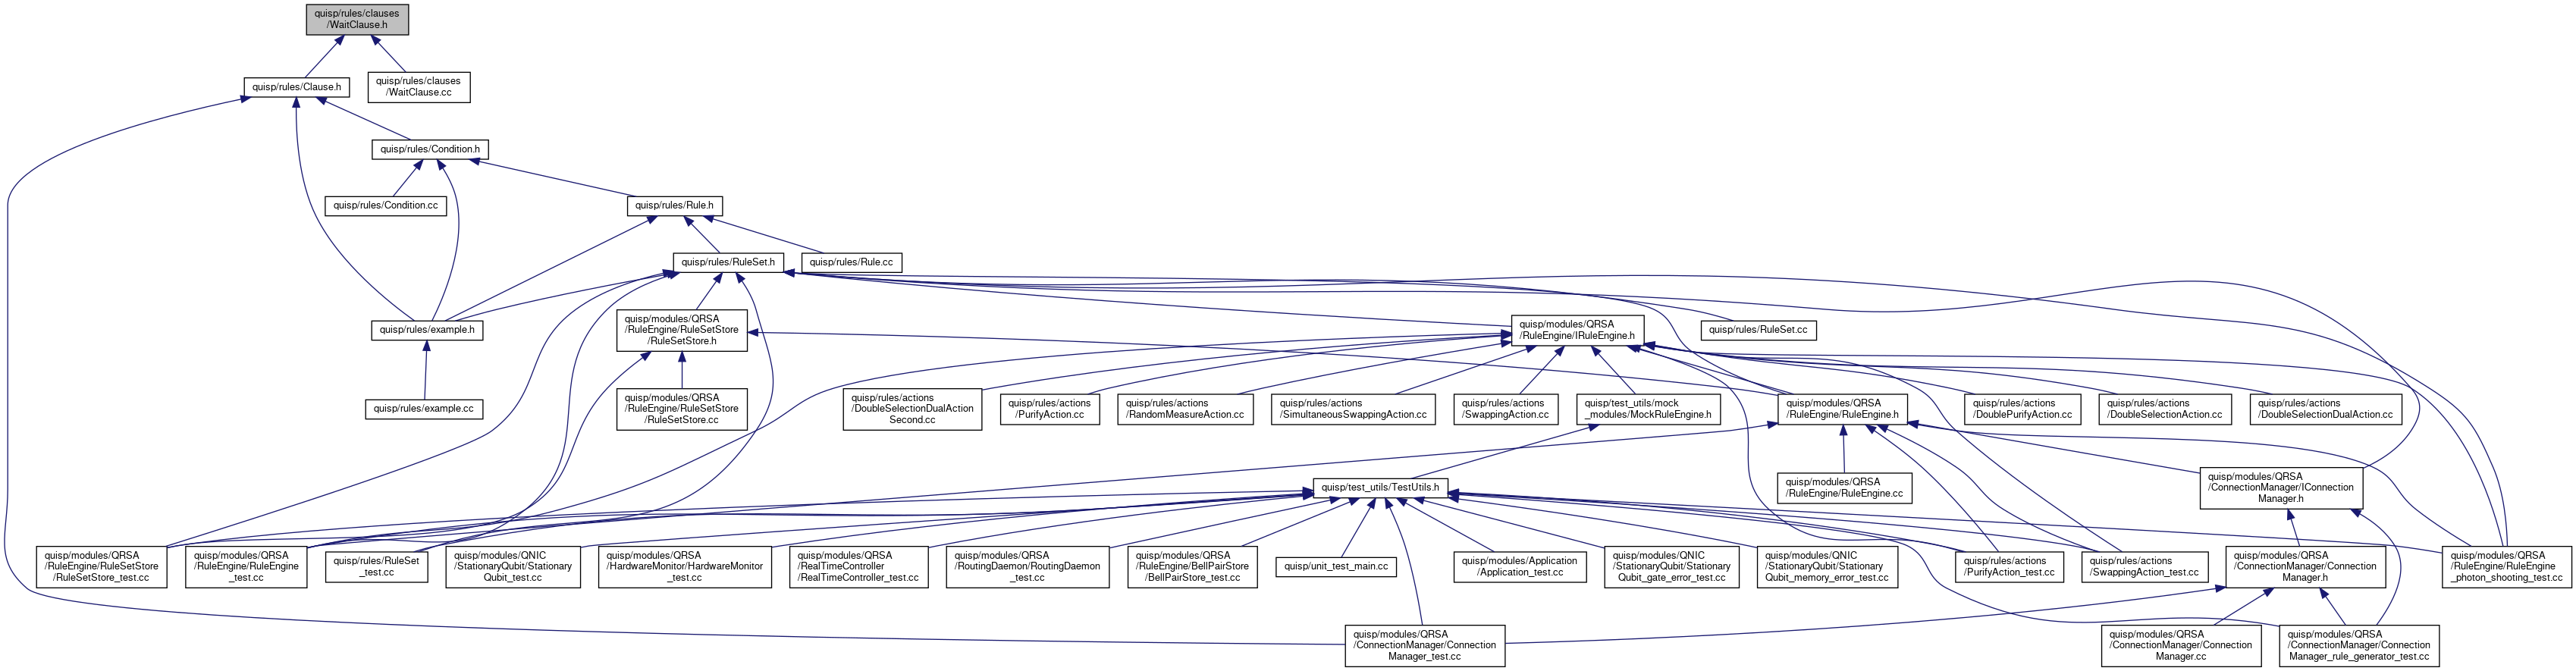 quisp/rules/clauses
/WaitClause.h
quisp/rules/Clause.h
quisp/rules/clauses
/WaitClause.cc
quisp/rules/Condition.h
quisp/rules/Condition.cc
quisp/rules/Rule.h
quisp/rules/RuleSet.h
quisp/rules/Rule.cc
quisp/rules/example.h
quisp/modules/QRSA
/RuleEngine/RuleSetStore
/RuleSetStore.h
quisp/modules/QRSA
/RuleEngine/IRuleEngine.h
quisp/rules/RuleSet.cc
quisp/rules/example.cc
quisp/modules/QRSA
/RuleEngine/RuleSetStore
/RuleSetStore.cc
quisp/rules/actions
/DoubleSelectionDualAction
Second.cc
quisp/rules/actions
/PurifyAction.cc
quisp/rules/actions
/RandomMeasureAction.cc
quisp/rules/actions
/SimultaneousSwappingAction.cc
quisp/rules/actions
/SwappingAction.cc
quisp/test_utils/mock
_modules/MockRuleEngine.h
quisp/modules/QRSA
/RuleEngine/RuleEngine.h
quisp/rules/actions
/DoublePurifyAction.cc
quisp/rules/actions
/DoubleSelectionAction.cc
quisp/rules/actions
/DoubleSelectionDualAction.cc
quisp/test_utils/TestUtils.h
quisp/modules/QRSA
/RuleEngine/RuleEngine.cc
quisp/modules/QRSA
/ConnectionManager/IConnection
Manager.h
quisp/modules/QRSA
/RuleEngine/RuleSetStore
/RuleSetStore_test.cc
quisp/modules/QRSA
/RuleEngine/RuleEngine
_test.cc
quisp/rules/RuleSet
_test.cc
quisp/modules/QNIC
/StationaryQubit/Stationary
Qubit_test.cc
quisp/modules/QRSA
/HardwareMonitor/HardwareMonitor
_test.cc
quisp/modules/QRSA
/RealTimeController
/RealTimeController_test.cc
quisp/modules/QRSA
/RoutingDaemon/RoutingDaemon
_test.cc
quisp/modules/QRSA
/RuleEngine/BellPairStore
/BellPairStore_test.cc
quisp/unit_test_main.cc
quisp/modules/Application
/Application_test.cc
quisp/modules/QNIC
/StationaryQubit/Stationary
Qubit_gate_error_test.cc
quisp/modules/QNIC
/StationaryQubit/Stationary
Qubit_memory_error_test.cc
quisp/rules/actions
/PurifyAction_test.cc
quisp/rules/actions
/SwappingAction_test.cc
quisp/modules/QRSA
/ConnectionManager/Connection
Manager.h
quisp/modules/QRSA
/RuleEngine/RuleEngine
_photon_shooting_test.cc
quisp/modules/QRSA
/ConnectionManager/Connection
Manager_test.cc
quisp/modules/QRSA
/ConnectionManager/Connection
Manager.cc
quisp/modules/QRSA
/ConnectionManager/Connection
Manager_rule_generator_test.cc